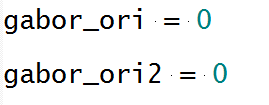 gabor_ori = 0
gabor_ori2 = 0